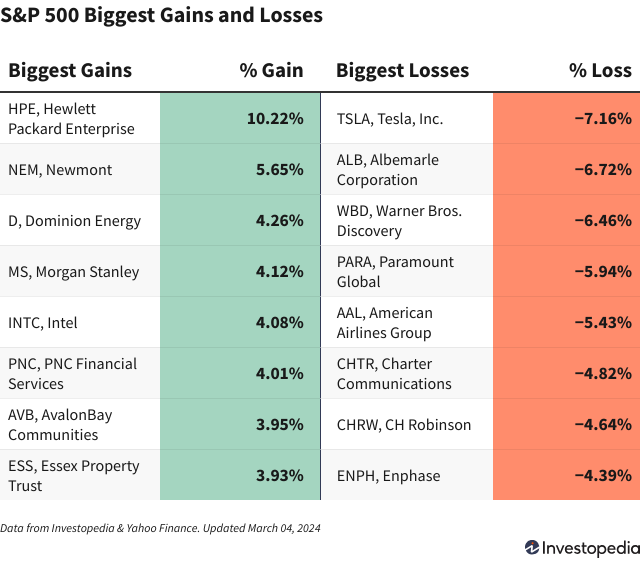 S&P 500 Biggest Gains and Losses
Biggest Gains % Gain Biggest Losses % Loss
HPE, Hewlett
Packard Enterprise 10.22% TSLA, Tesla, Inc. −7.16%
NEM, Newmont 5.65% ALB, Albemarle
Corporation −6.72%
D, Dominion Energy 4.26% WBD, Warner Bros.
Discovery −6.46%
MS, Morgan Stanley 4.12% PARA, Paramount
Global −5.94%
INTC, Intel 4.08% AAL, American
Airlines Group −5.43%
PNC, PNC Financial
Services 4.01% CHTR, Charter
Communications −4.82%
AVB, AvalonBay
Communities 3.95% CHRW, CH Robinson −4.64%
ESS, Essex Property
Trust 3.93% ENPH, Enphase −4.39%
Data from Investopedia & Yahoo Finance. Updated March 04, 2024
Investopedia